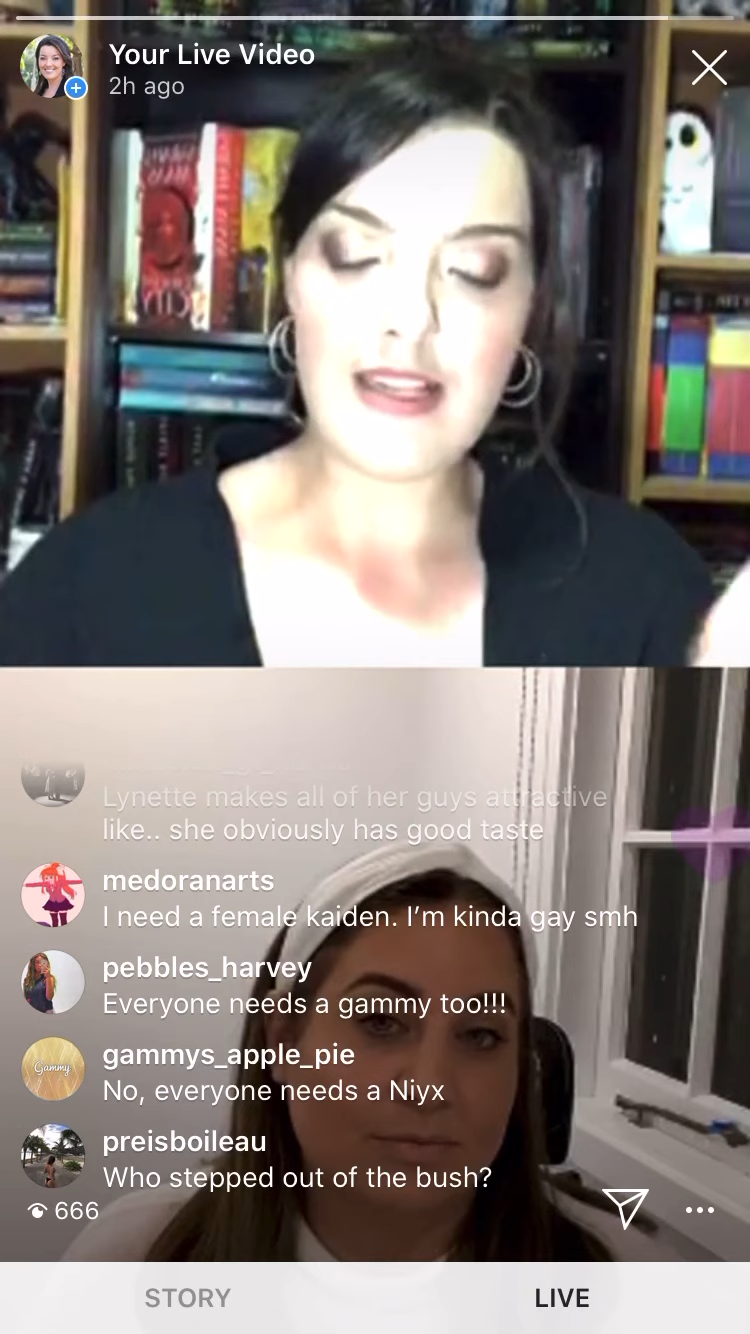 Your Live Video
2h ago
CITY
Lynette makes all of her guys attractive
like.. she obviously has good taste
medoranarts
I need a female kaiden. I’m kinda gay smh
pebbles_harvey
Everyone needs a gammy too!!!
Gammy
gammys_apple_pie
No, everyone needs a Niyx
preisboileau
Who stepped out of the bush?
666
STORY
LIVE